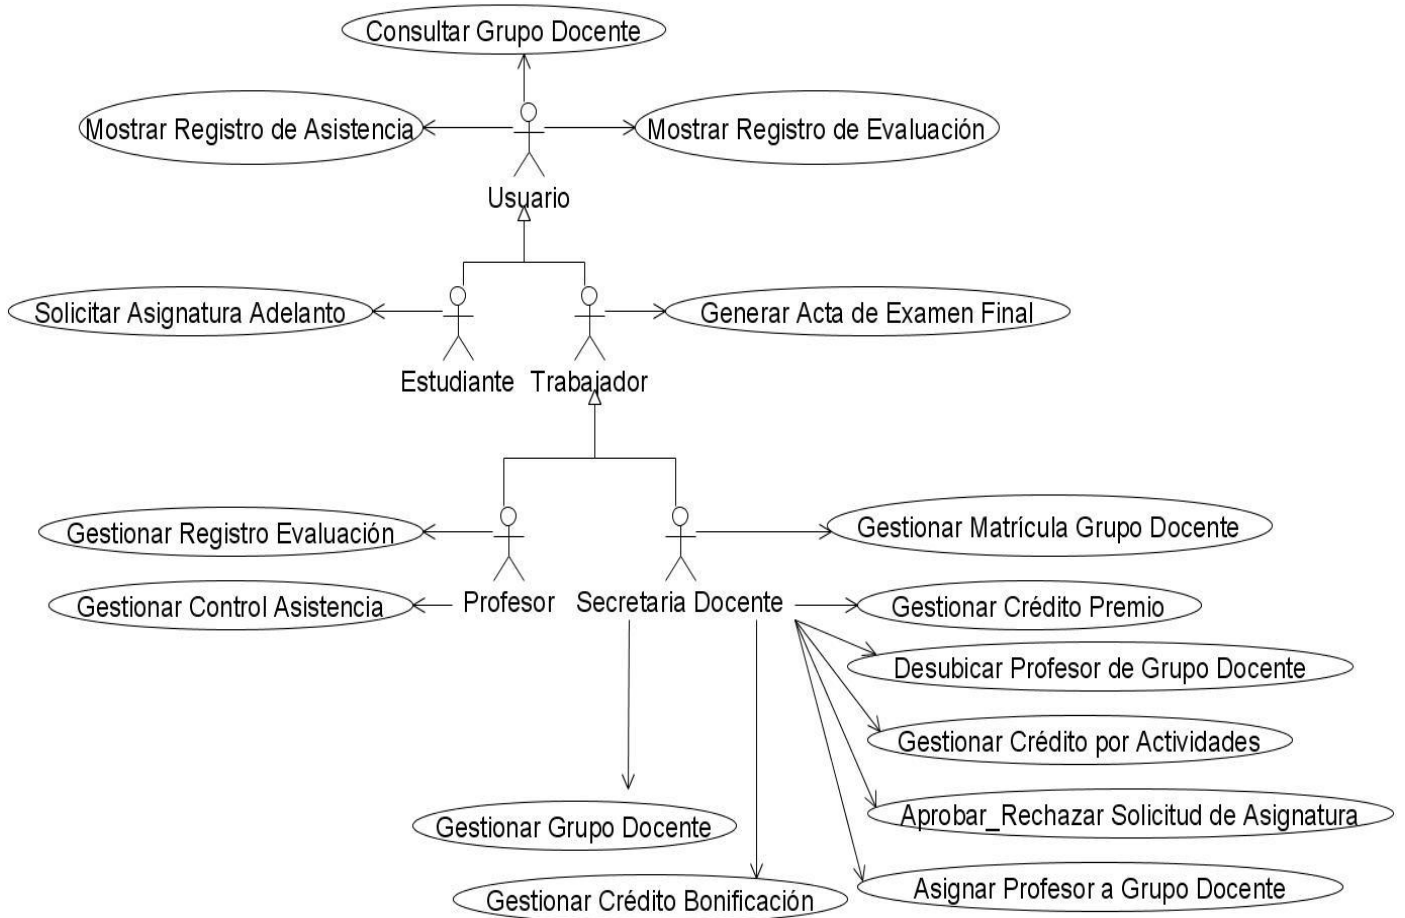 Consultar Grupo Docente
Mostrar Registro de Asistencia
Mostrar Registro de Evaluación
Usuario
Solicitar Asignatura Adelanto
Generar Acta de Examen Final
Estudiante
Trabajador
Gestionar Registro Evaluación
Gestionar Matrícula Grupo Docente
Gestionar Control Asistencia
Profesor
Secretaria Docente
Gestionar Crédito Premio
Desubicar Profesor de Grupo Docente
Gestionar Crédito por Actividades
Aprobar_Rechazar Solicitud de Asignatura
Gestionar Grupo Docente
Asignar Profesor a Grupo Docente
Gestionar Crédito Bonificación